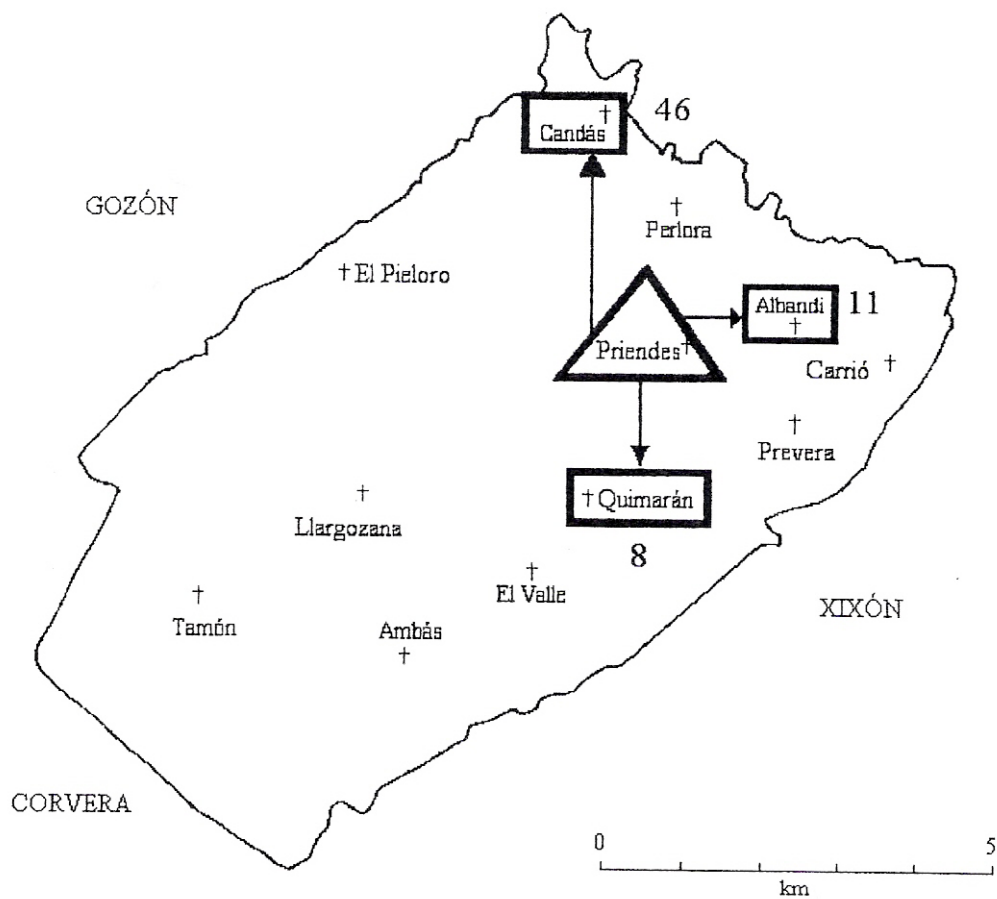 46
† Candás
GOZÓN
† Perlora
† El Pieloro
Albandi †
11
Priendes †
Carrió †
† Prevera
† Quimarán
8
† Llargozana
† El Valle
† Tamón
Ambás †
XIXÓN
CORVERA
0 5
km